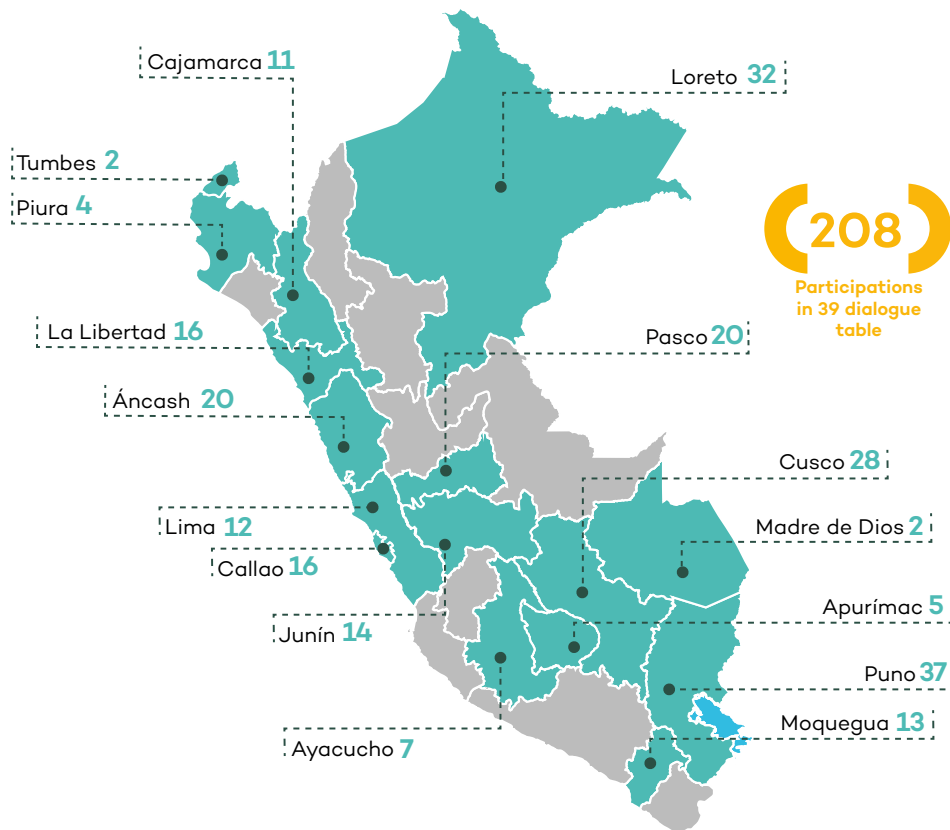 Cajamarca 11
Loreto 32
Tumbes 2
Piura 4
208
Participations
in 39 dialogue
table
La Libertad 16
Pasco 20
Áncash 20
Cusco 28
Lima 12
Madre de Dios 2
Callao 16
Apurímac 5
Junín 14
Puno 37
Moquegua 13
Ayacucho 7